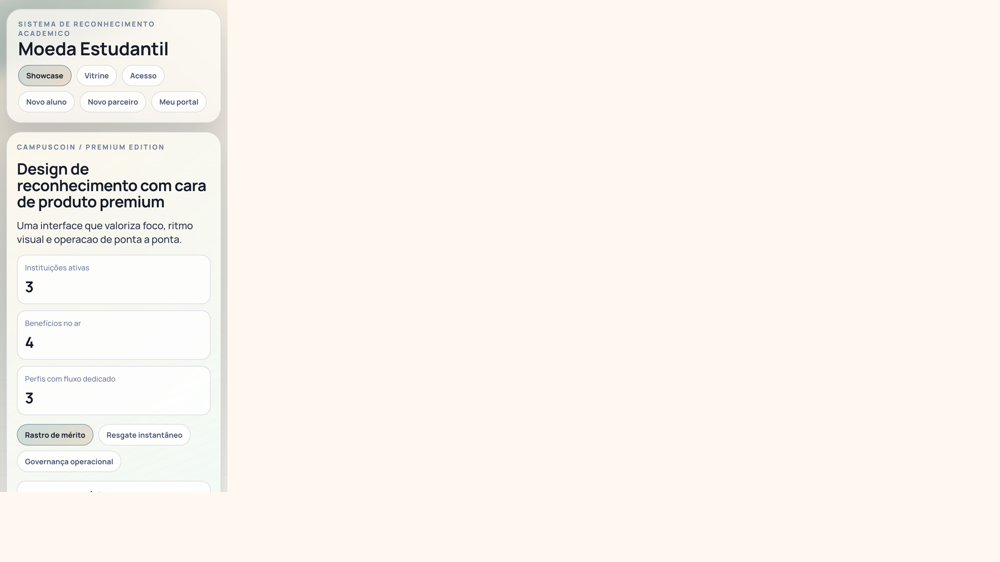 SISTEMA DE RECONHECIMENTO
ACADEMICO
Moeda Estudantil
Showcase
Vitrine
Acesso
Novo aluno
Novo parceiro
Meu portal
CAMPUSCOIN / PREMIUM EDITION
Design de
reconhecimento com cara
de produto premium
Uma interface que valoriza foco, ritmo
visual e operacao de ponta a ponta.
Instituições ativas
3
Benefícios no ar
4
Perfis com fluxo dedicado
3
Rastro de mérito
Resgate instantâneo
Governança operacional